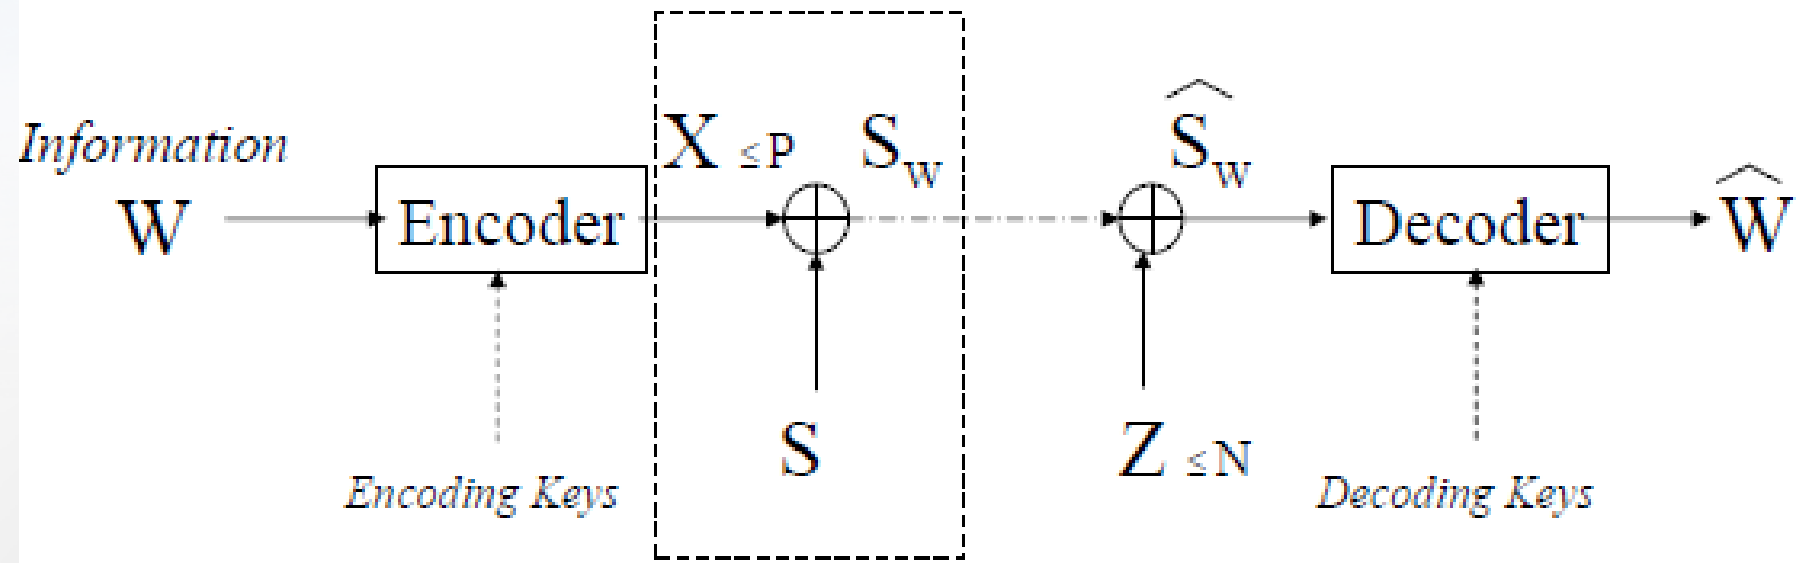 Information
W
Encoder
X ≤P
S_w
Ŝ_w
Decoder
Ŵ
S
Z ≤N
Encoding Keys
Decoding Keys